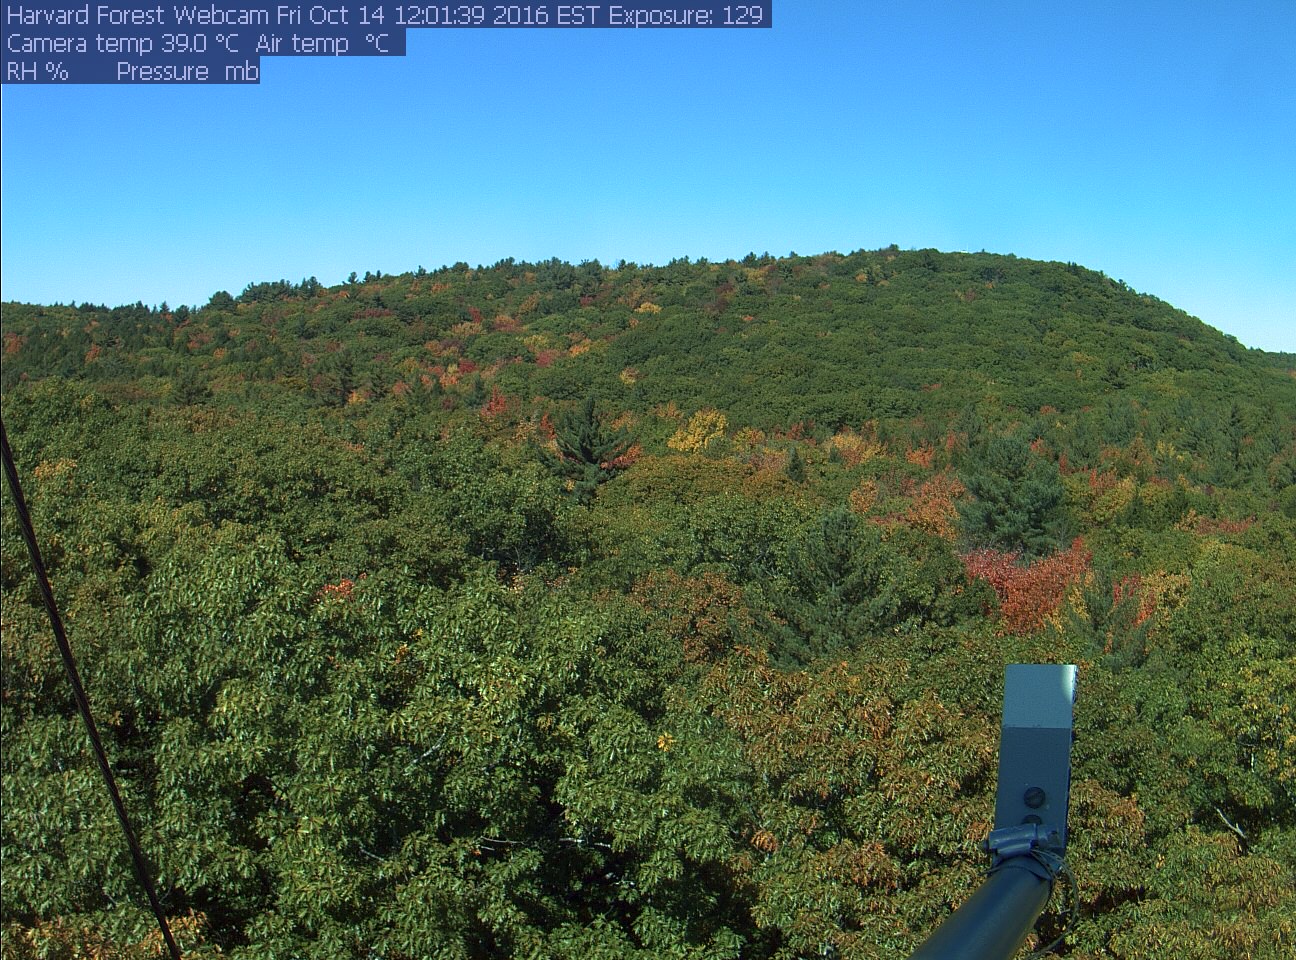 Harvard Forest Webcam Fri Oct 14 12:01:39 2016 EST Exposure: 129
Camera temp 39.0 °C Air temp °C
RH % Pressure mb